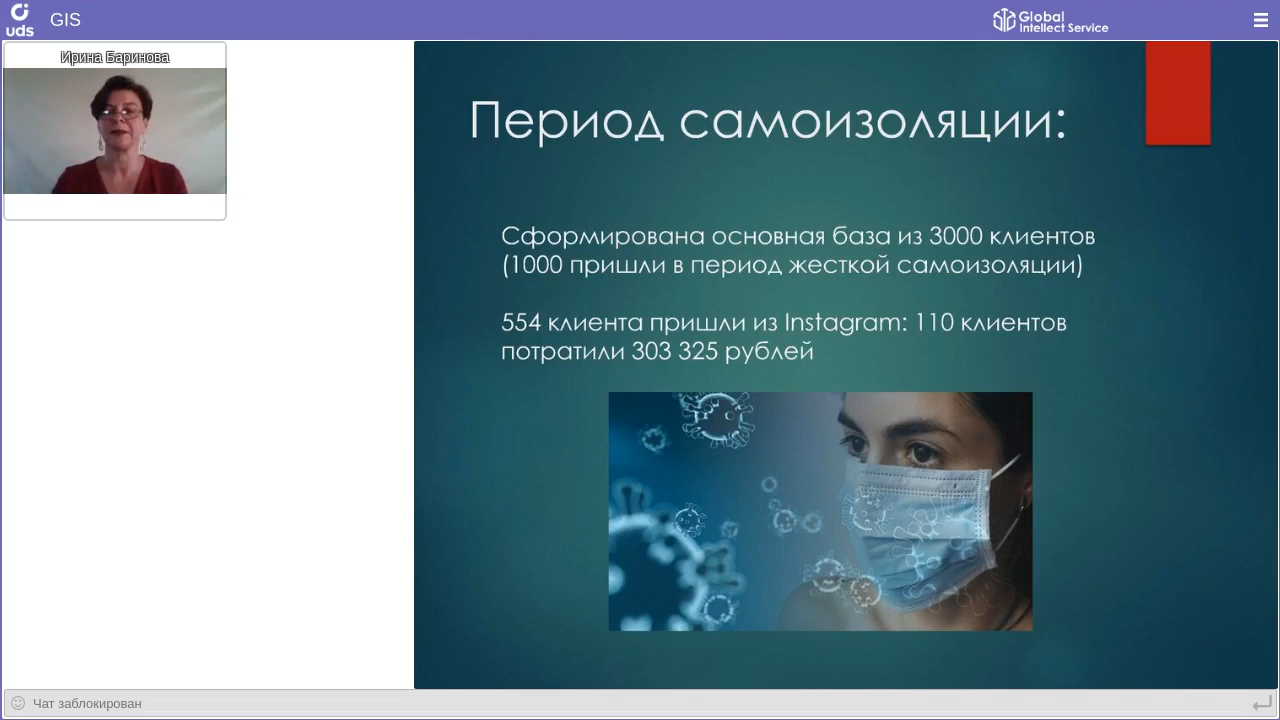 uds
GIS
Global
Intellect Service
Ирина Баринова
Период самоизоляции:
Сформирована основная база из 3000 клиентов
(1000 пришли в период жесткой самоизоляции)
554 клиента пришли из Instagram: 110 клиентов
потратили 303 325 рублей
Чат заблокирован